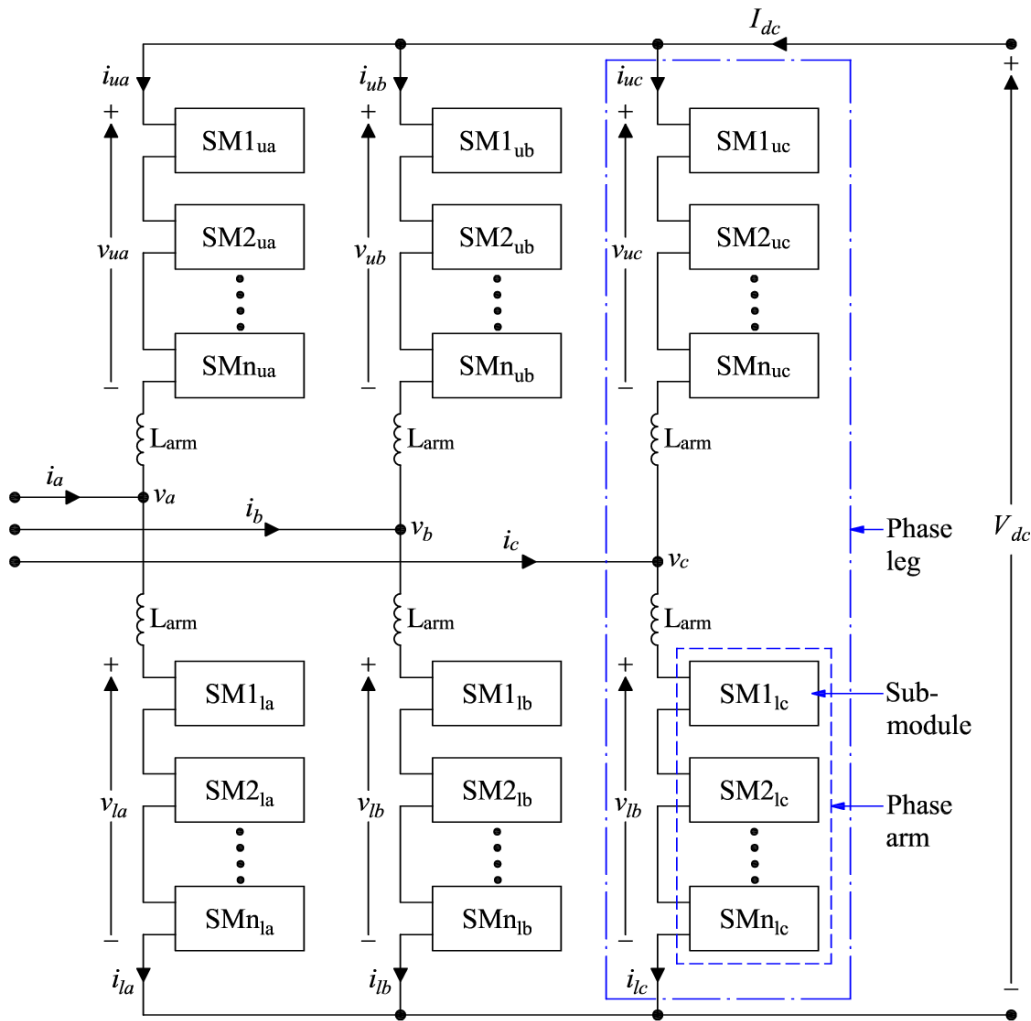 I_dc
i_ua i_ub i_uc
+ + + +
SM1_ua SM1_ub SM1_uc
v_ua SM2_ua v_ub SM2_ub v_uc SM2_uc
SMn_ua SMn_ub SMn_uc
− − −
L_arm L_arm L_arm
i_a v_a
i_b v_b V_dc
i_c v_c
Phase
leg
L_arm L_arm L_arm
+ + +
SM1_la SM1_lb SM1_lc Sub-
module
v_la SM2_la v_lb SM2_lb v_lb SM2_lc Phase
arm
SMn_la SMn_lb SMn_lc
− − −
i_la i_lb i_lc −